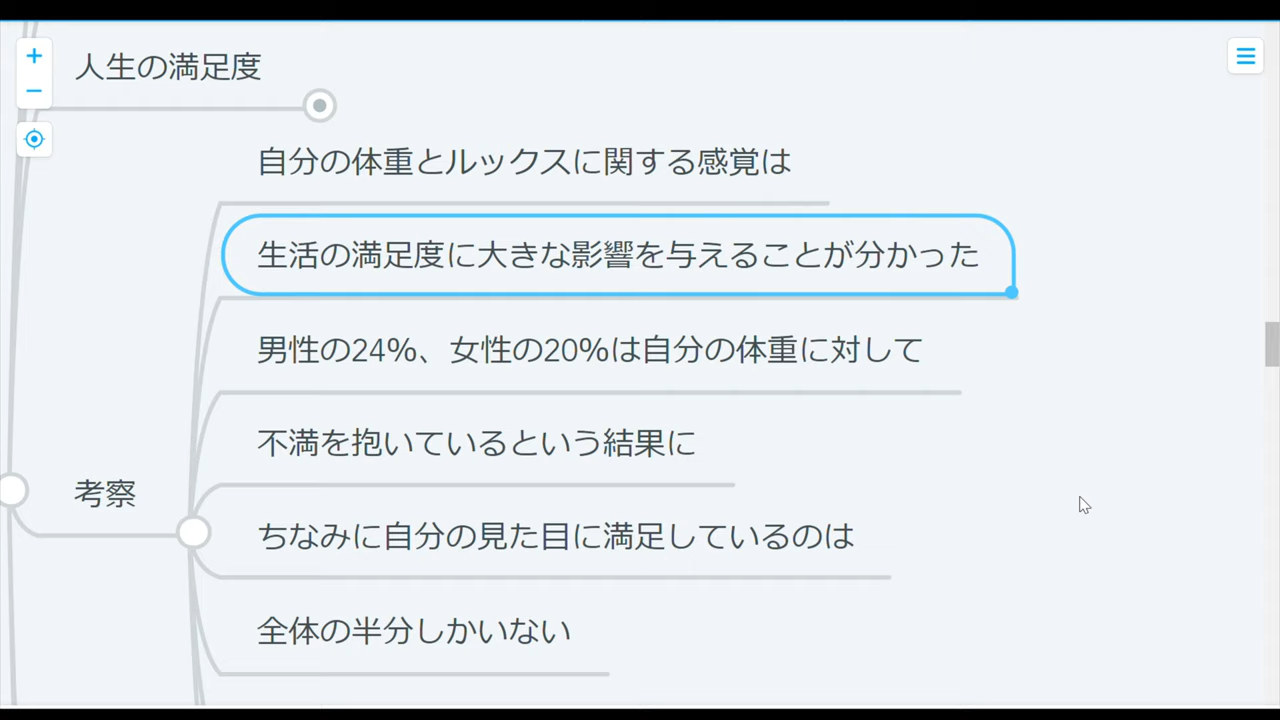 人生の満足度
自分の体重とルックスに関する感覚は
生活の満足度に大きな影響を与えることが分かった
男性の24%、女性の20%は自分の体重に対して
不満を抱いているという結果に
考察
ちなみに自分の見た目に満足しているのは
全体の半分しかいない